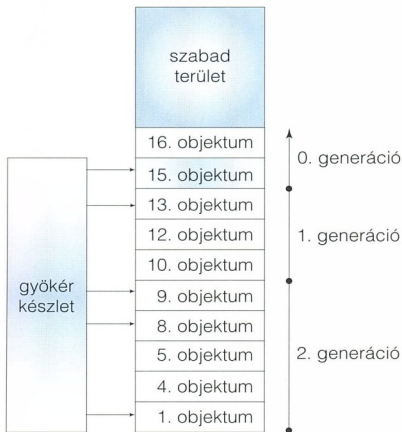 szabad
terület
16. objektum
15. objektum
13. objektum
12. objektum
10. objektum
9. objektum
8. objektum
5. objektum
4. objektum
1. objektum
gyökér
készlet
0. generáció
1. generáció
2. generáció